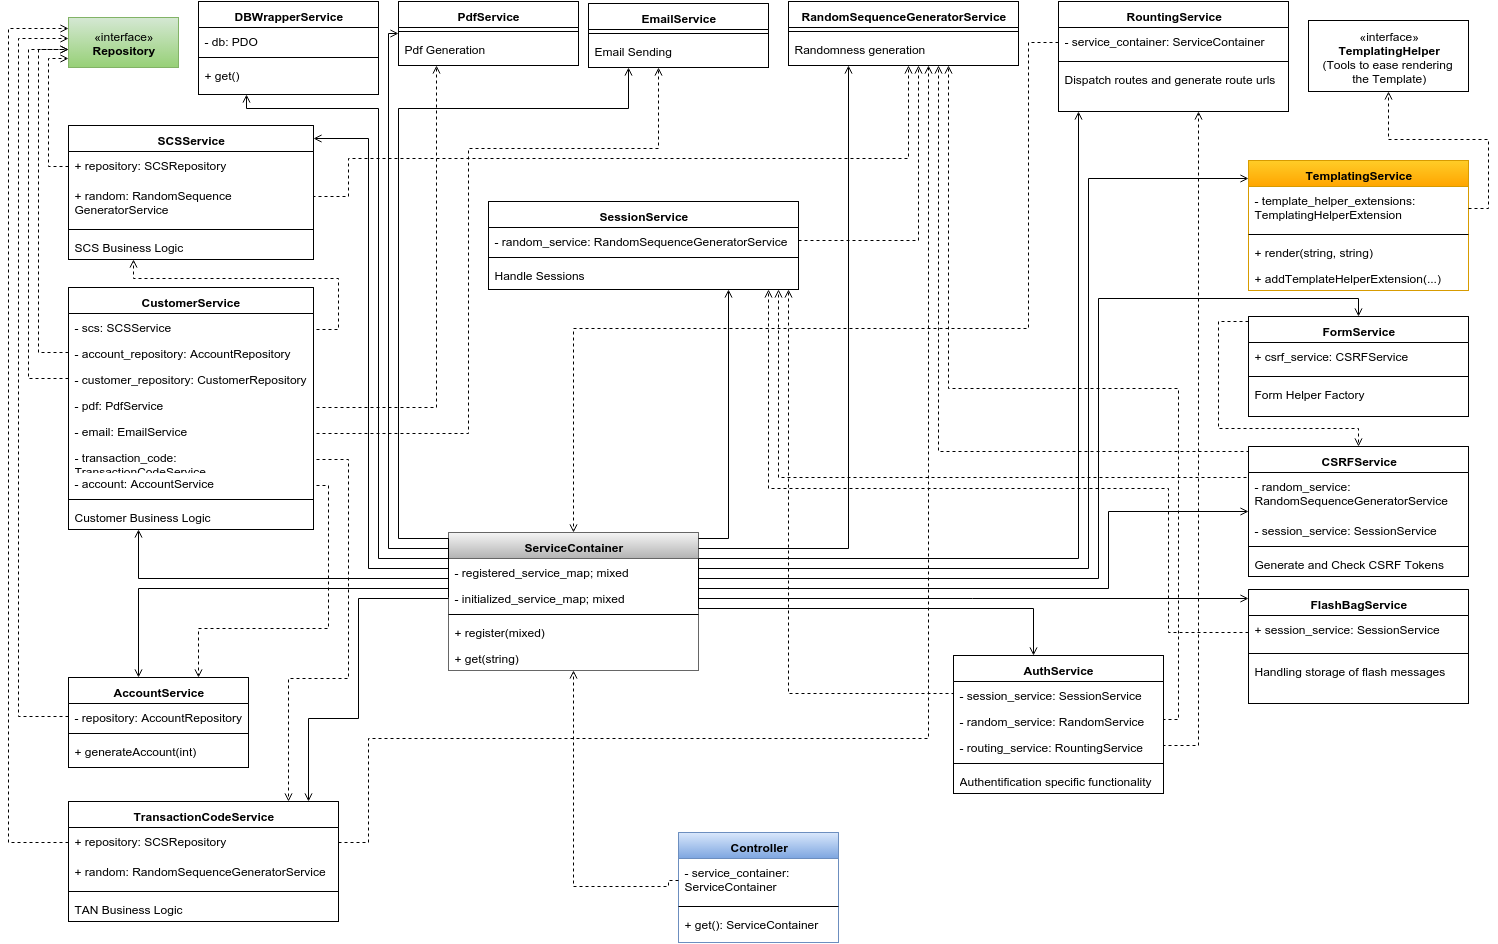 «interface»
Repository
DBWrapperService
- db: PDO
+ get()
PdfService
Pdf Generation
EmailService
Email Sending
RandomSequenceGeneratorService
Randomness generation
RountingService
- service_container: ServiceContainer
Dispatch routes and generate route urls
«interface»
TemplatingHelper
(Tools to ease rendering
the Template)
SCSService
+ repository: SCSRepository
+ random: RandomSequence
GeneratorService
SCS Business Logic
SessionService
- random_service: RandomSequenceGeneratorService
Handle Sessions
TemplatingService
- template_helper_extensions:
TemplatingHelperExtension
+ render(string, string)
+ addTemplateHelperExtension(...)
CustomerService
- scs: SCSService
- account_repository: AccountRepository
- customer_repository: CustomerRepository
- pdf: PdfService
- email: EmailService
- transaction_code:
TransactionCodeService
- account: AccountService
Customer Business Logic
FormService
+ csrf_service: CSRFService
Form Helper Factory
CSRFService
- random_service:
RandomSequenceGeneratorService
- session_service: SessionService
Generate and Check CSRF Tokens
ServiceContainer
- registered_service_map; mixed
- initialized_service_map; mixed
+ register(mixed)
+ get(string)
FlashBagService
+ session_service: SessionService
Handling storage of flash messages
AuthService
- session_service: SessionService
- random_service: RandomService
- routing_service: RountingService
Authentification specific functionality
AccountService
- repository: AccountRepository
+ generateAccount(int)
TransactionCodeService
+ repository: SCSRepository
+ random: RandomSequenceGeneratorService
TAN Business Logic
Controller
- service_container:
ServiceContainer
+ get(): ServiceContainer